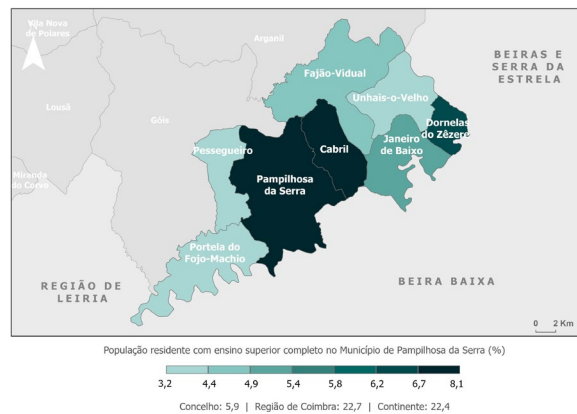 Vila Nova
de Poiares
Arganil
BEIRAS E
SERRA DA
ESTRELA
Fajão-Vidual
Lousã
Unhais-o-Velho
Góis
Dornelas
do Zêzere
Pessegueiro
Cabril
Janeiro
de Baixo
Miranda
do Corvo
Pampilhosa
da Serra
Portela do
Fojo-Machio
REGIÃO DE
LEIRIA
BEIRA BAIXA
0 2 Km
População residente com ensino superior completo no Município de Pampilhosa da Serra (%)
3,2 4,4 4,9 5,4 5,8 6,2 6,7 8,1
Concelho: 5,9 | Região de Coimbra: 22,7 | Continente: 22,4